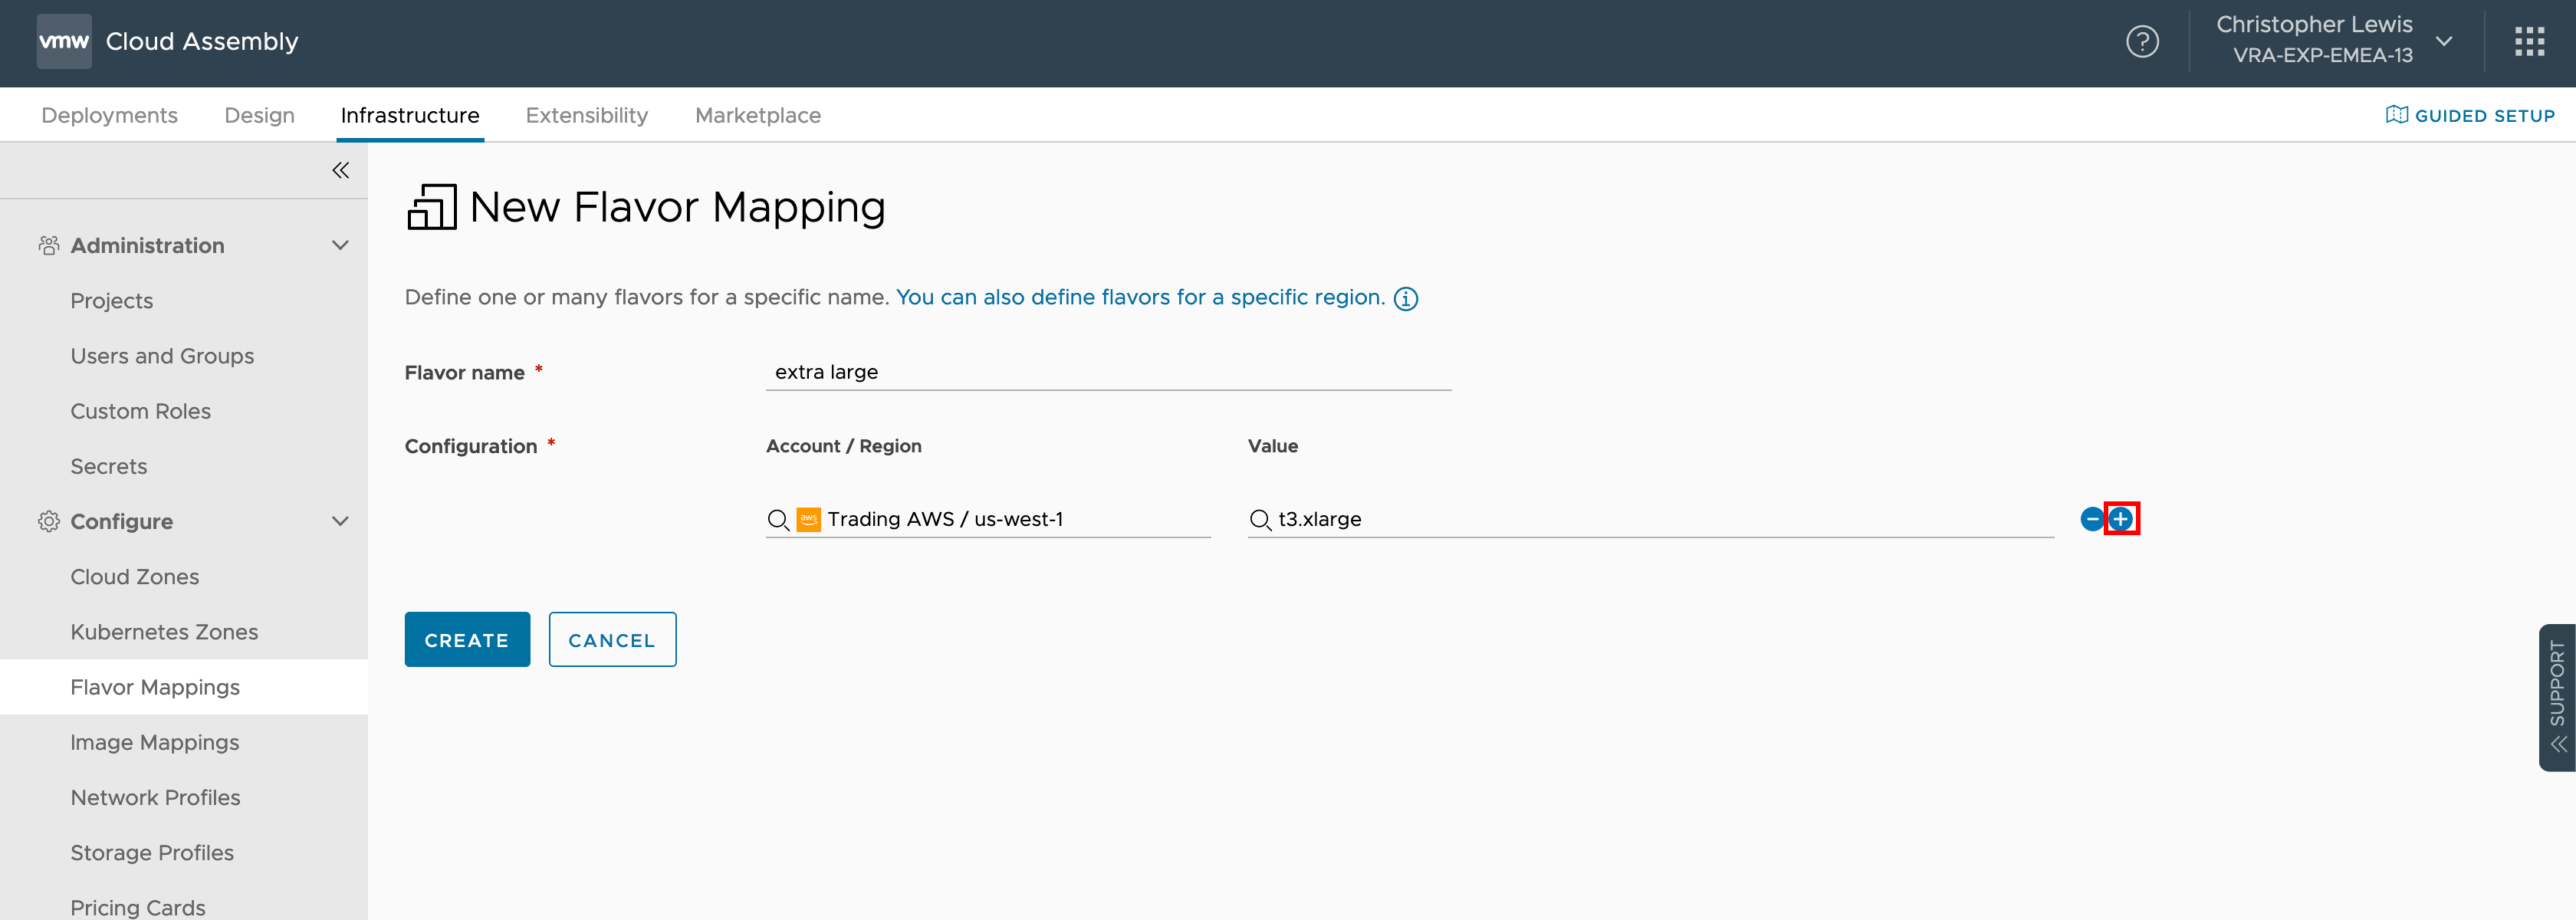 vmw Cloud Assembly
Christopher Lewis
VRA-EXP-EMEA-13
Deployments Design Infrastructure Extensibility Marketplace
GUIDED SETUP
Administration
Projects
Users and Groups
Custom Roles
Secrets
Configure
Cloud Zones
Kubernetes Zones
Flavor Mappings
Image Mappings
Network Profiles
Storage Profiles
Pricing Cards
New Flavor Mapping
Define one or many flavors for a specific name. You can also define flavors for a specific region.
Flavor name * extra large
Configuration * Account / Region Value
aws Trading AWS / us-west-1 t3.xlarge
CREATE CANCEL
SUPPORT